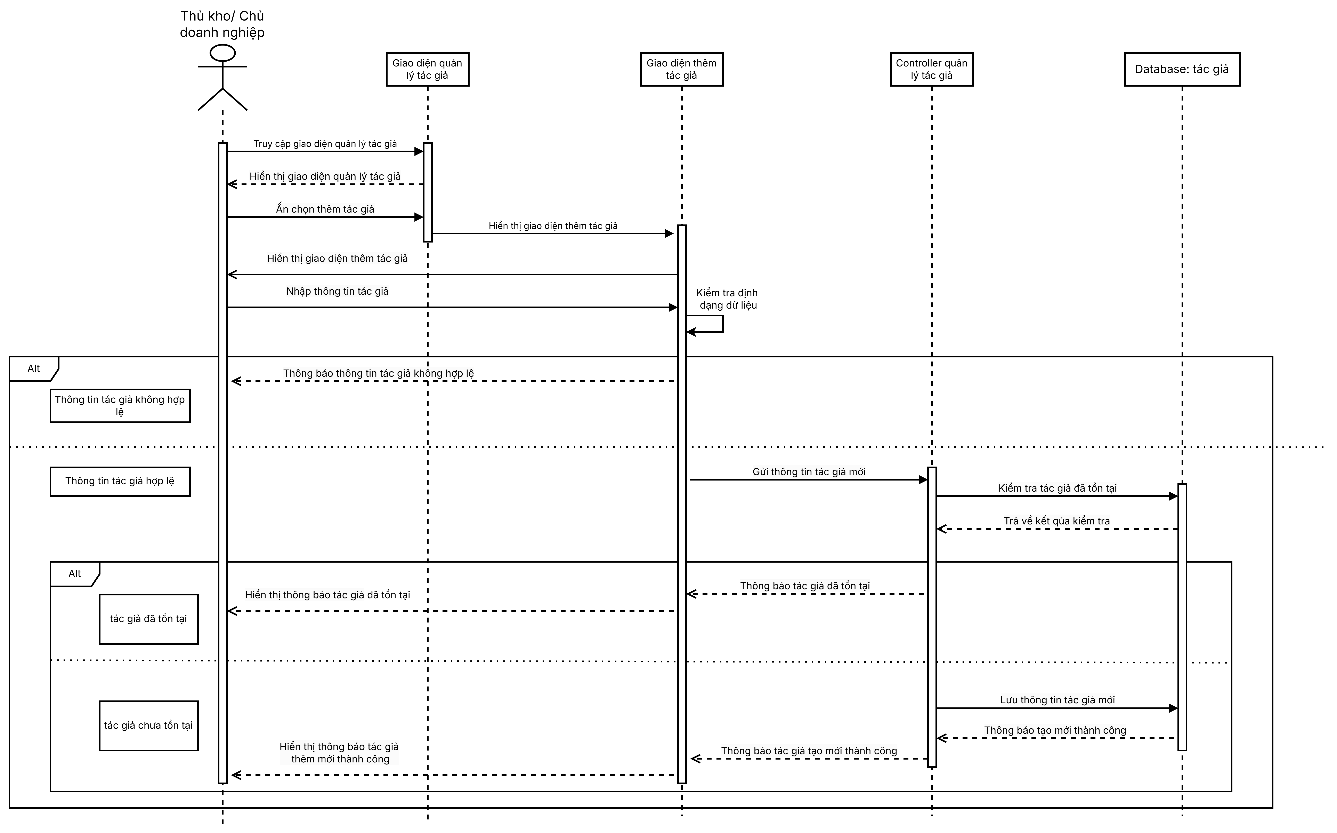 Thủ kho/ Chủ
doanh nghiệp
Giao diện quản
lý tác giả
Giao diện thêm
tác giả
Controller quản
lý tác giả
Database: tác giả
Truy cập giao diện quản lý tác giả
Hiển thị giao diện quản lý tác giả
Ấn chọn thêm tác giả
Hiển thị giao diện thêm tác giả
Hiển thị giao diện thêm tác giả
Nhập thông tin tác giả
Kiểm tra định
dạng dữ liệu
Alt
Thông báo thông tin tác giả không hợp lệ
Thông tin tác giả không hợp
lệ
Thông tin tác giả hợp lệ
Gửi thông tin tác giả mới
Kiểm tra tác giả đã tồn tại
Trả về kết qủa kiểm tra
Alt
Thông báo tác giả đã tồn tại
Hiển thị thông báo tác giả dã tồn tại
tác giả đã tồn tại
Lưu thông tin tác giả mới
tác giả chưa tồn tại
Thông báo tạo mới thành công
Thông báo tác giả tạo mới thành công
Hiển thị thông báo tác giả
thêm mới thành công